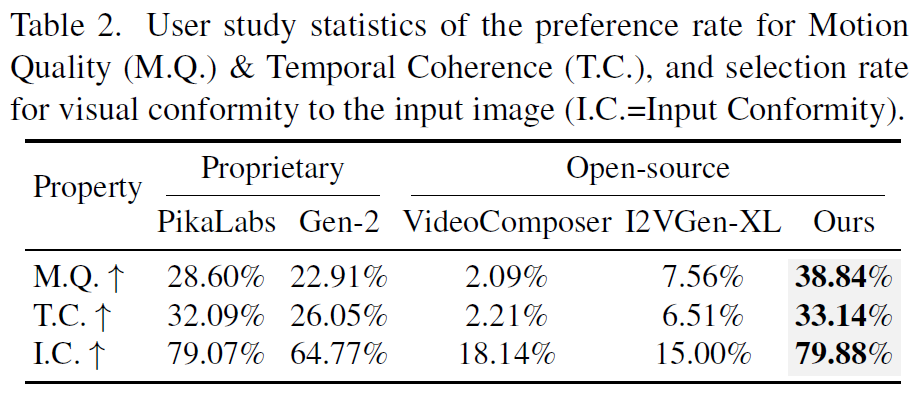 Table 2. User study statistics of the preference rate for Motion
Quality (M.Q.) & Temporal Coherence (T.C.), and selection rate
for visual conformity to the input image (I.C.=Input Conformity).
Property Proprietary Open-source
PikaLabs Gen-2 VideoComposer I2VGen-XL Ours
M.Q. ↑ 28.60% 22.91% 2.09% 7.56% 38.84%
T.C. ↑ 32.09% 26.05% 2.21% 6.51% 33.14%
I.C. ↑ 79.07% 64.77% 18.14% 15.00% 79.88%